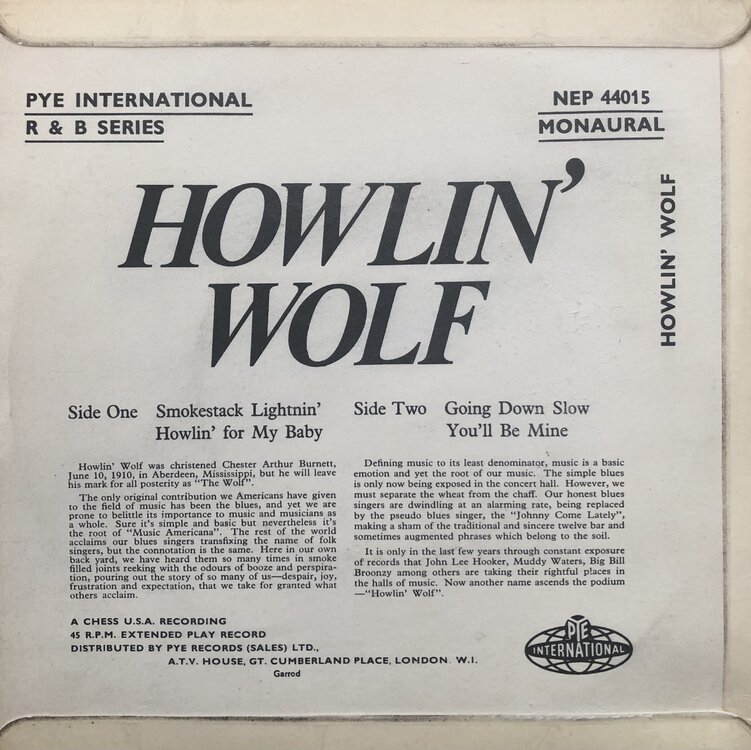 PYE INTERNATIONAL
R & B SERIES
NEP 44015
MONAURAL
HOWLIN'
WOLF
HOWLIN' WOLF
Side One Smokestack Lightnin'
Howlin' for My Baby
Side Two Going Down Slow
You'll Be Mine
Howlin' Wolf was christened Chester Arthur Burnett,
June 10, 1910, in Aberdeen, Mississippi, but he will leave
his mark for all posterity as "The Wolf".
The only original contribution we Americans have given
to the field of music has been the blues, and yet we are
prone to belittle its importance to music and musicians as
a whole. Sure it's simple and basic but nevertheless it's
the root of "Music Americana". The rest of the world
acclaims our blues singers transfixing the name of folk
singers, but the connotation is the same. Here in our own
back yard, we have heard them so many times in smoke
filled joints reeking with the odours of booze and perspira-
tion, pouring out the story of so many of us—despair, joy,
frustration and expectation, that we take for granted what
others acclaim.
Defining music to its least denominator, music is a basic
emotion and yet the root of our music. The simple blues
is only now being exposed in the concert hall. However, we
must separate the wheat from the chaff. Our honest blues
singers are dwindling at an alarming rate, being replaced
by the pseudo blues singer, the "Johnny Come Lately",
making a sham of the traditional and sincere twelve bar and
sometimes augmented phrases which belong to the soil.
It is only in the last few years through constant exposure
of records that John Lee Hooker, Muddy Waters, Big Bill
Broonzy among others are taking their rightful places in
the halls of music. Now another name ascends the podium
—"Howlin' Wolf".
A CHESS U.S.A. RECORDING
45 R.P.M. EXTENDED PLAY RECORD
DISTRIBUTED BY PYE RECORDS (SALES) LTD.,
A.T.V. HOUSE, GT. CUMBERLAND PLACE, LONDON. W.I.
Garrod
PYE
INTERNATIONAL